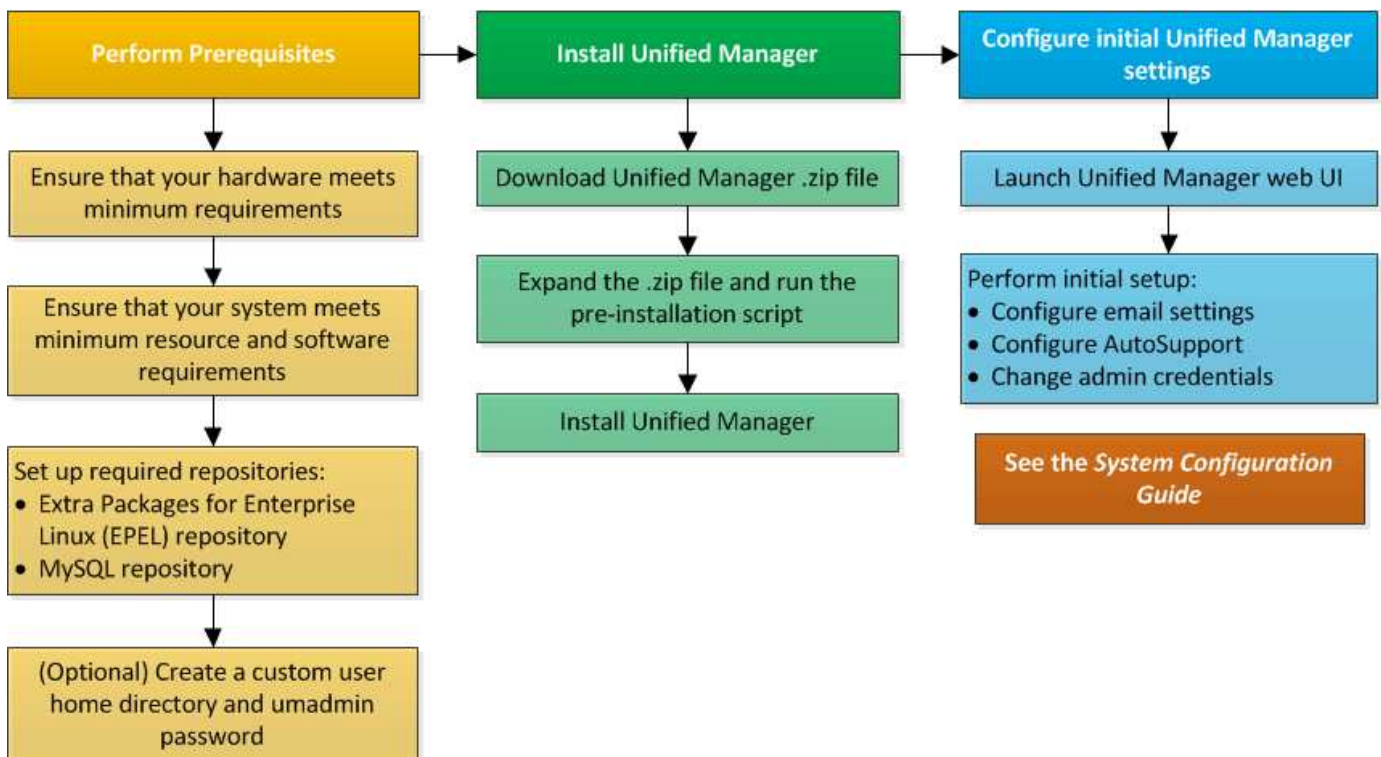 Perform Prerequisites
Ensure that your hardware meets
minimum requirements
Ensure that your system meets
minimum resource and software
requirements
Set up required repositories:
• Extra Packages for Enterprise
Linux (EPEL) repository
• MySQL repository
(Optional) Create a custom user
home directory and umadmin
password
Install Unified Manager
Download Unified Manager .zip file
Expand the .zip file and run the
pre-installation script
Install Unified Manager
Configure initial Unified Manager
settings
Launch Unified Manager web UI
Perform initial setup:
• Configure email settings
• Configure AutoSupport
• Change admin credentials
See the System Configuration
Guide